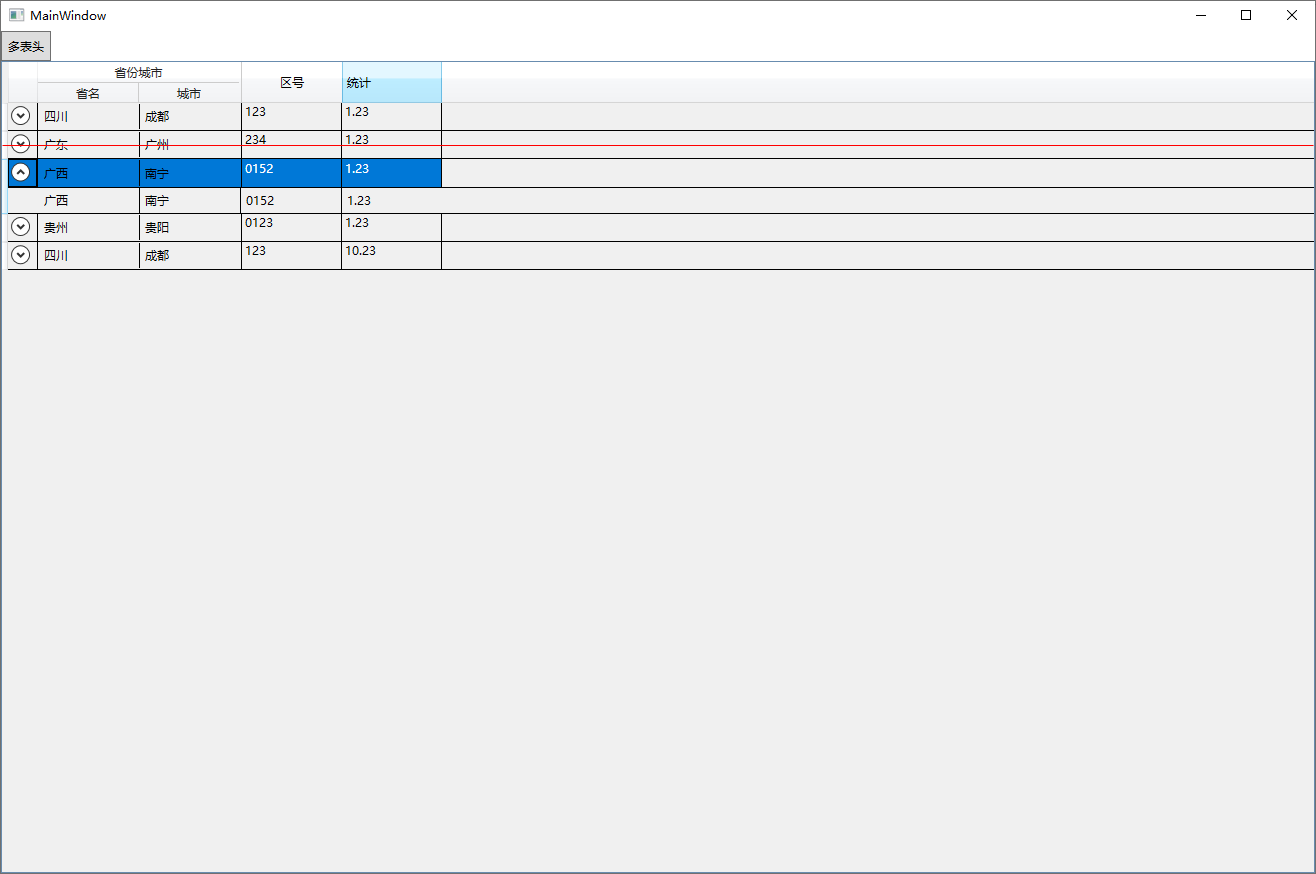 MainWindow
多表头
省份城市
省名 城市 区号 统计
四川 成都 123 1.23
广东 广州 234 1.23
广西 南宁 0152 1.23
广西 南宁 0152 1.23
贵州 贵阳 0123 1.23
四川 成都 123 10.23